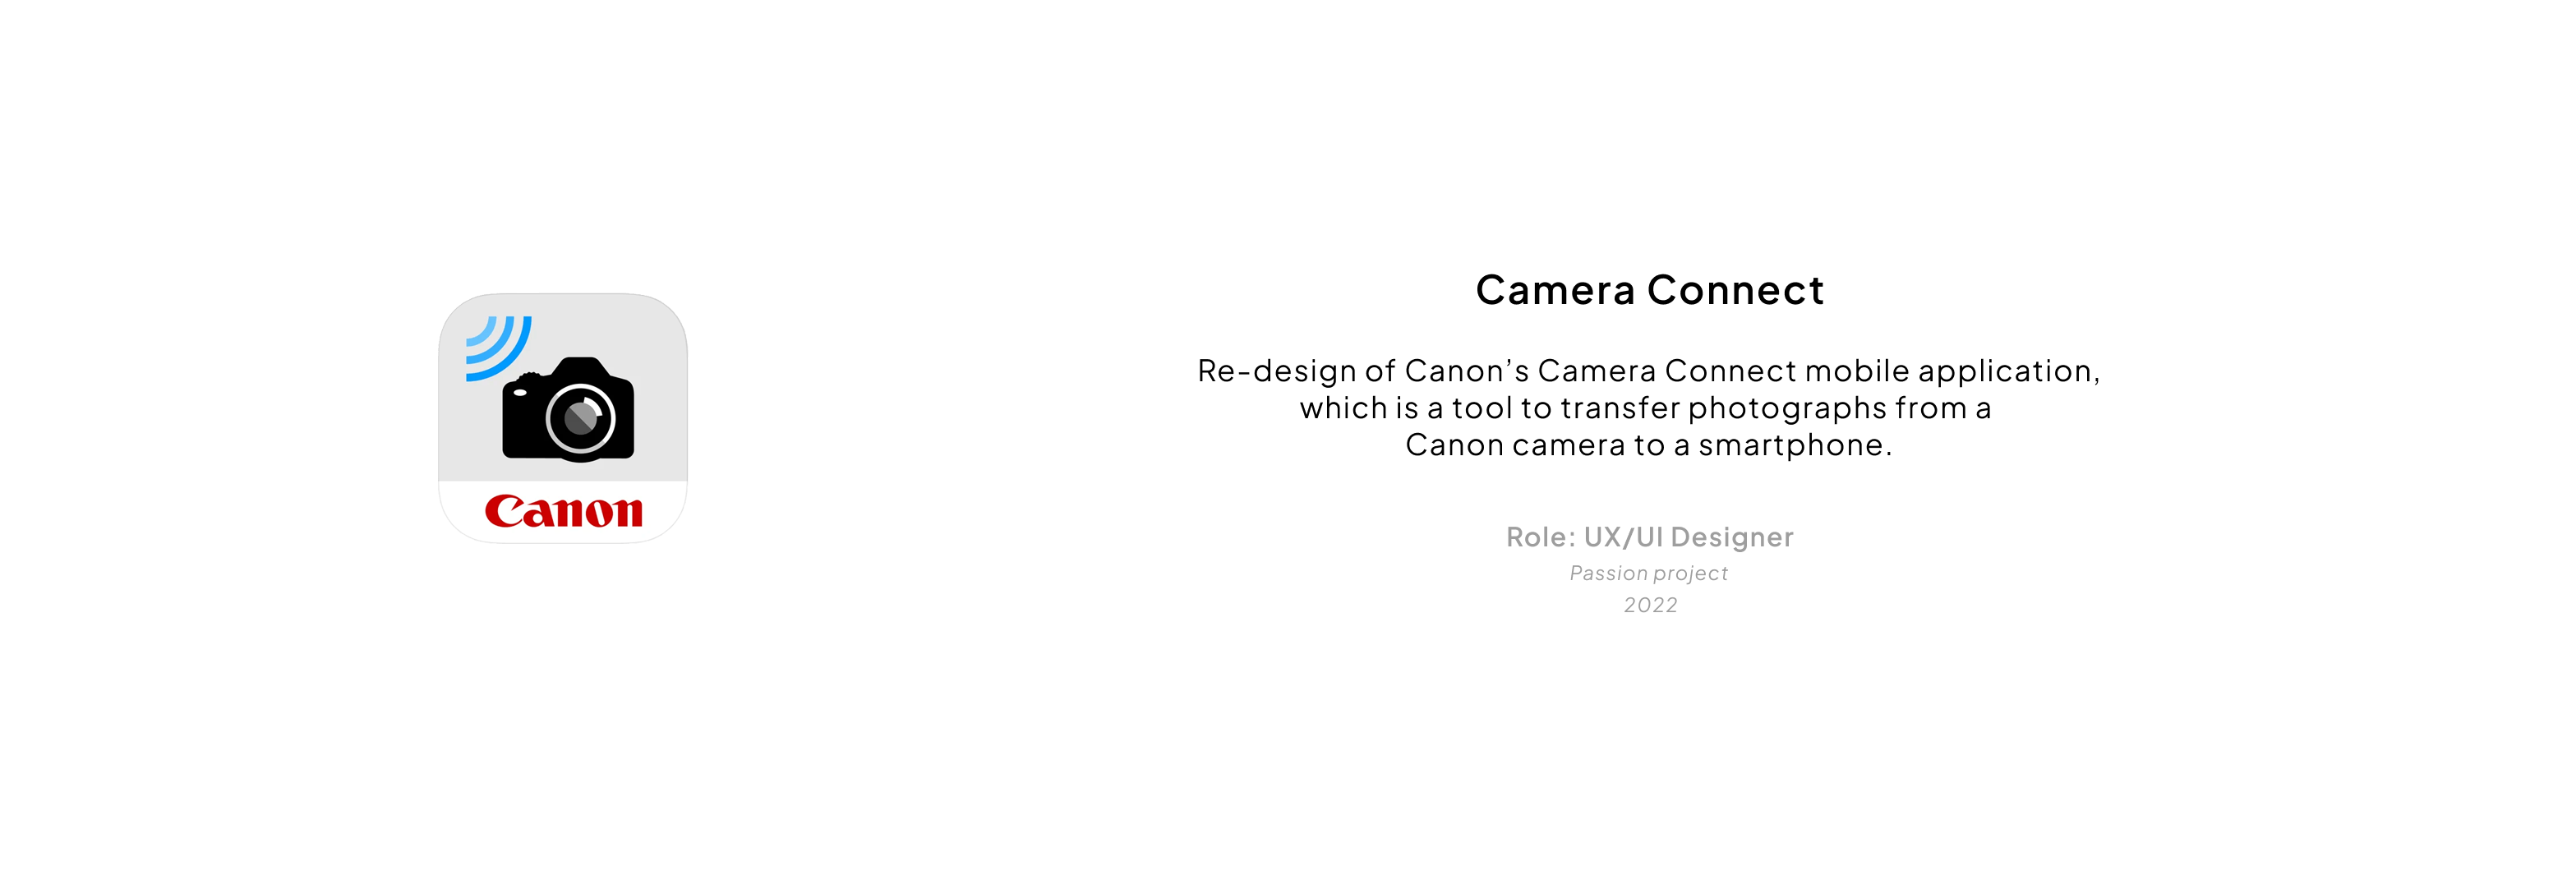 Canon
Camera Connect
Re-design of Canon’s Camera Connect mobile application,
which is a tool to transfer photographs from a
Canon camera to a smartphone.
Role: UX/UI Designer
Passion project
2022